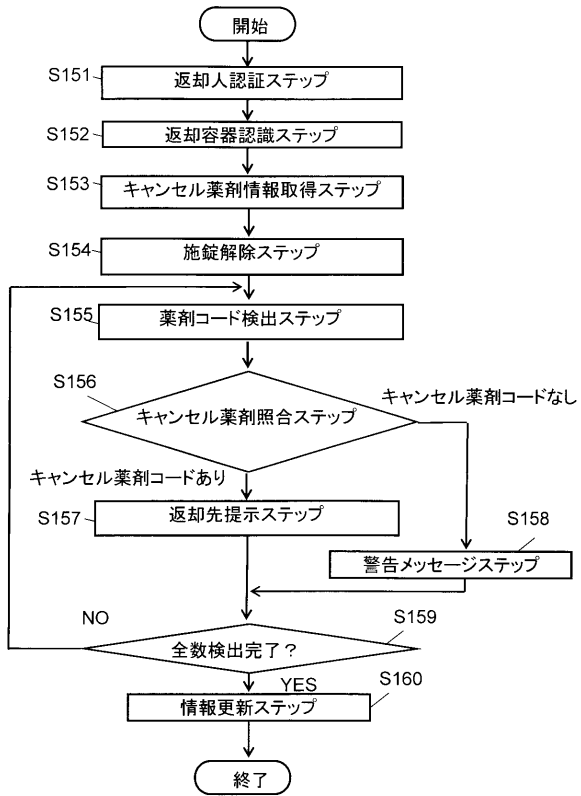 開始
S151
返却人認証ステップ
S152
返却容器認識ステップ
S153
キャンセル薬剤情報取得ステップ
S154
施錠解除ステップ
S155
薬剤コード検出ステップ
S156
キャンセル薬剤照合ステップ
キャンセル薬剤コードなし
キャンセル薬剤コードあり
S157
返却先提示ステップ
S158
警告メッセージステップ
NO
S159
全数検出完了?
YES
S160
情報更新ステップ
終了